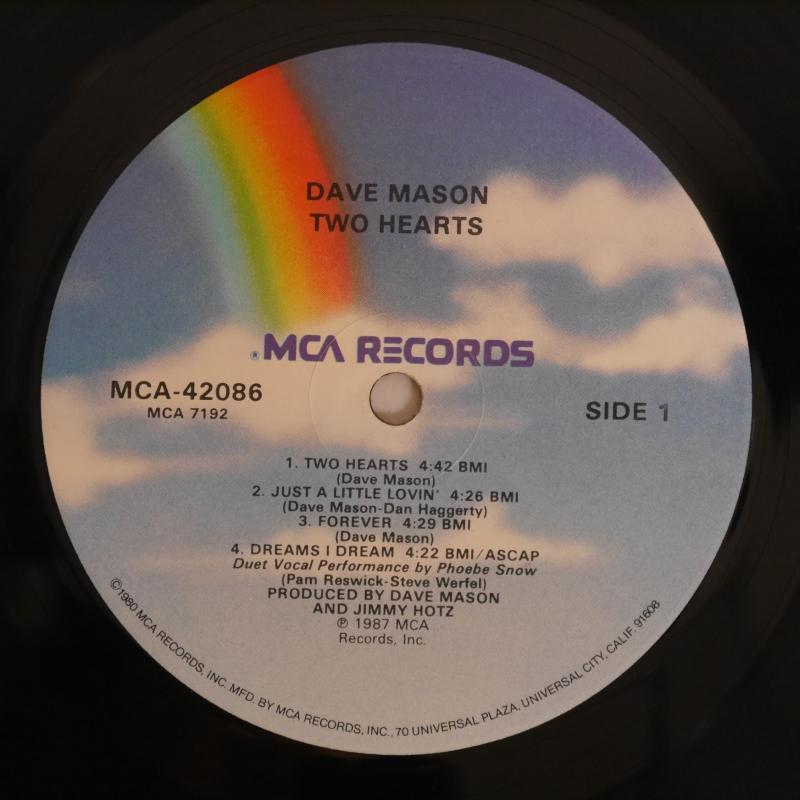 DAVE MASON
TWO HEARTS
®MCA RECORDS
MCA-42086
MCA 7192
SIDE 1
1. TWO HEARTS 4:42 BMI
(Dave Mason)
2. JUST A LITTLE LOVIN' 4:26 BMI
(Dave Mason-Dan Haggerty)
3. FOREVER 4:29 BMI
(Dave Mason)
4. DREAMS I DREAM 4:22 BMI/ASCAP
Duet Vocal Performance by Phoebe Snow
(Pam Reswick-Steve Werfel)
PRODUCED BY DAVE MASON
AND JIMMY HOTZ
℗ 1987 MCA
Records, Inc.
©1980 MCA RECORDS, INC. MFD. BY MCA RECORDS, INC., 70 UNIVERSAL PLAZA, UNIVERSAL CITY, CALIF. 91608